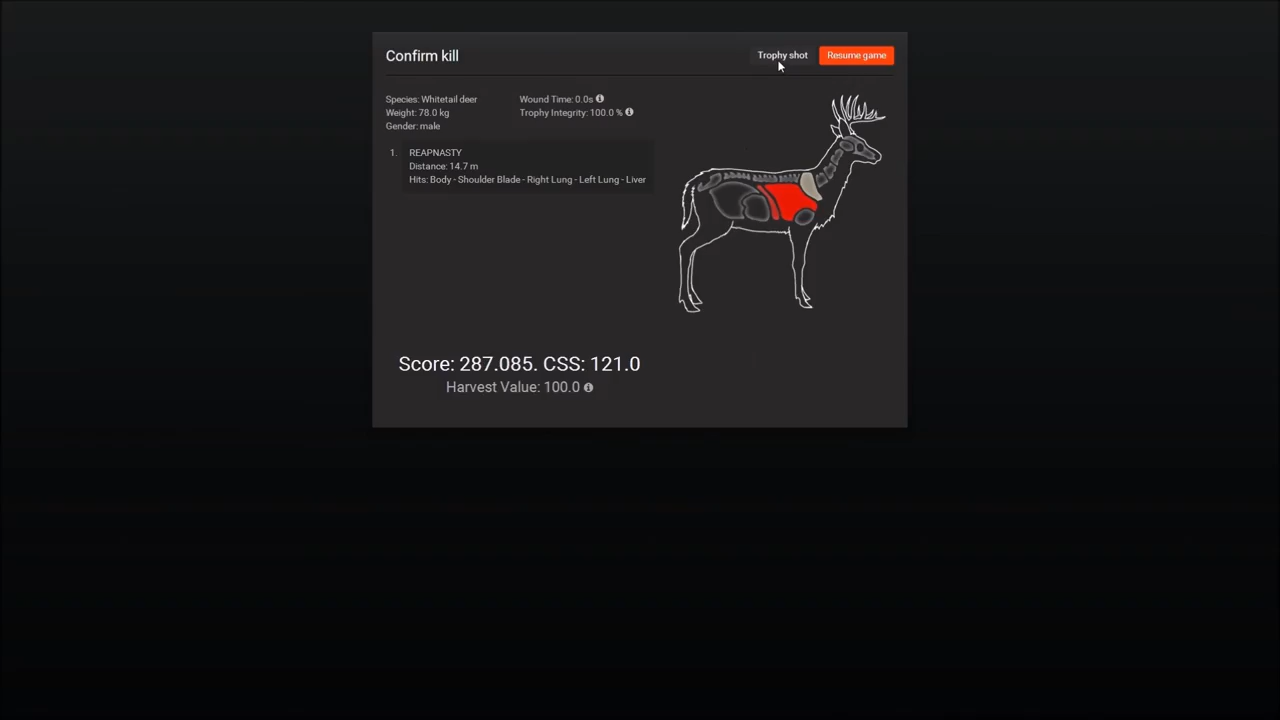 Confirm kill
Trophy shot
Resume game
Species: Whitetail deer
Weight: 78.0 kg
Gender: male
Wound Time: 0.0s
Trophy Integrity: 100.0 %
1. REAPNASTY
Distance: 14.7 m
Hits: Body - Shoulder Blade - Right Lung - Left Lung - Liver
Score: 287.085. CSS: 121.0
Harvest Value: 100.0